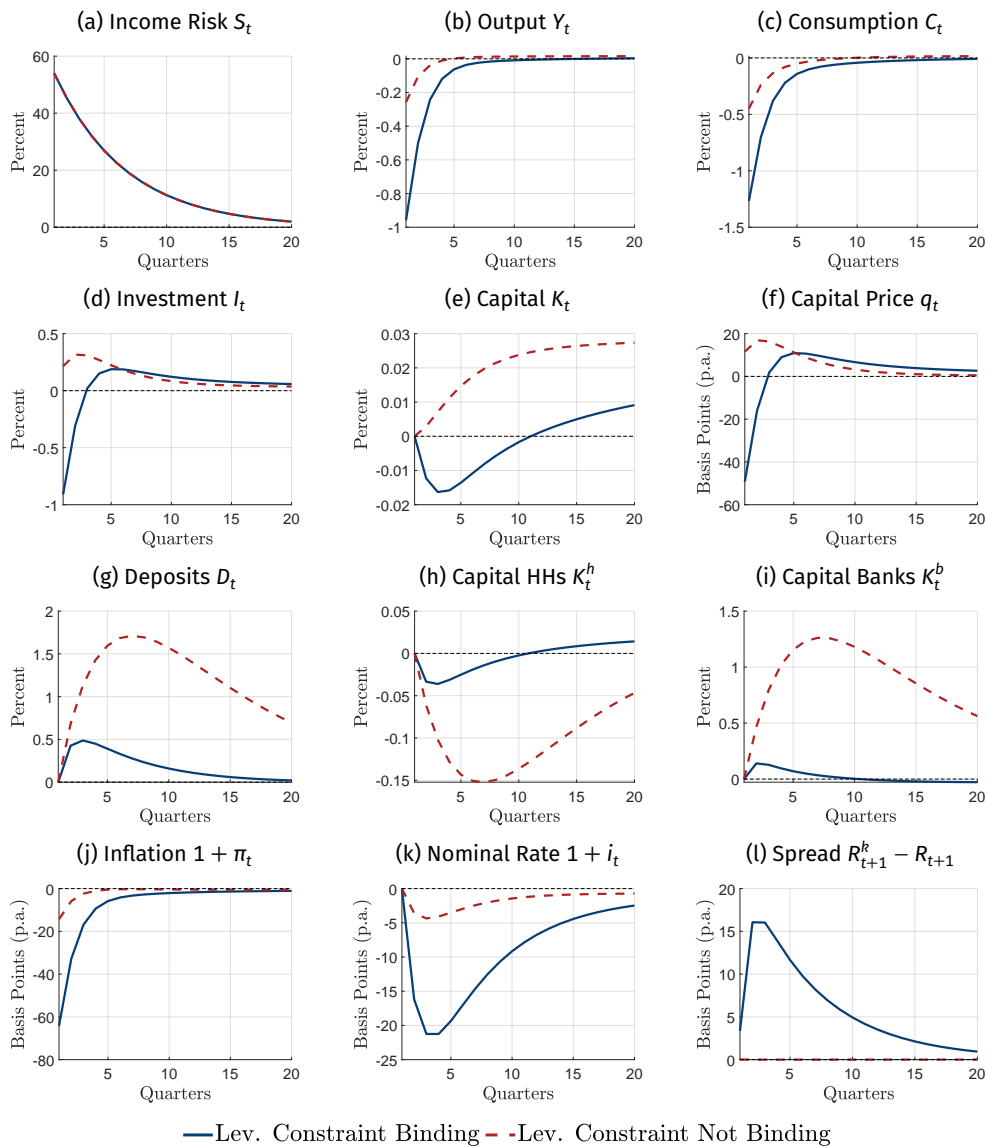 (a) Income Risk S_t
(b) Output Y_t
(c) Consumption C_t
Percent
60
40
20
0
5
10
15
20
Quarters
Percent
0
-0.2
-0.4
-0.6
-0.8
-1
5
10
15
20
Quarters
Percent
0
-0.5
-1
-1.5
5
10
15
20
Quarters
(d) Investment I_t
(e) Capital K_t
(f) Capital Price q_t
Percent
0.5
0
-0.5
-1
5
10
15
20
Quarters
Percent
0.03
0.02
0.01
0
-0.01
-0.02
5
10
15
20
Quarters
Basis Points (p.a.)
20
0
-20
-40
-60
5
10
15
20
Quarters
(g) Deposits D_t
(h) Capital HHs K_t^h
(i) Capital Banks K_t^b
Percent
2
1.5
1
0.5
0
5
10
15
20
Quarters
Percent
0.05
0
-0.05
-0.1
-0.15
5
10
15
20
Quarters
Percent
1.5
1
0.5
0
5
10
15
20
Quarters
(j) Inflation 1 + π_t
(k) Nominal Rate 1 + i_t
(l) Spread R_{t+1}^k − R_{t+1}
Basis Points (p.a.)
0
-20
-40
-60
-80
5
10
15
20
Quarters
Basis Points (p.a.)
0
-5
-10
-15
-20
-25
5
10
15
20
Quarters
Basis Points (p.a.)
20
15
10
5
0
5
10
15
20
Quarters
Lev. Constraint Binding
Lev. Constraint Not Binding